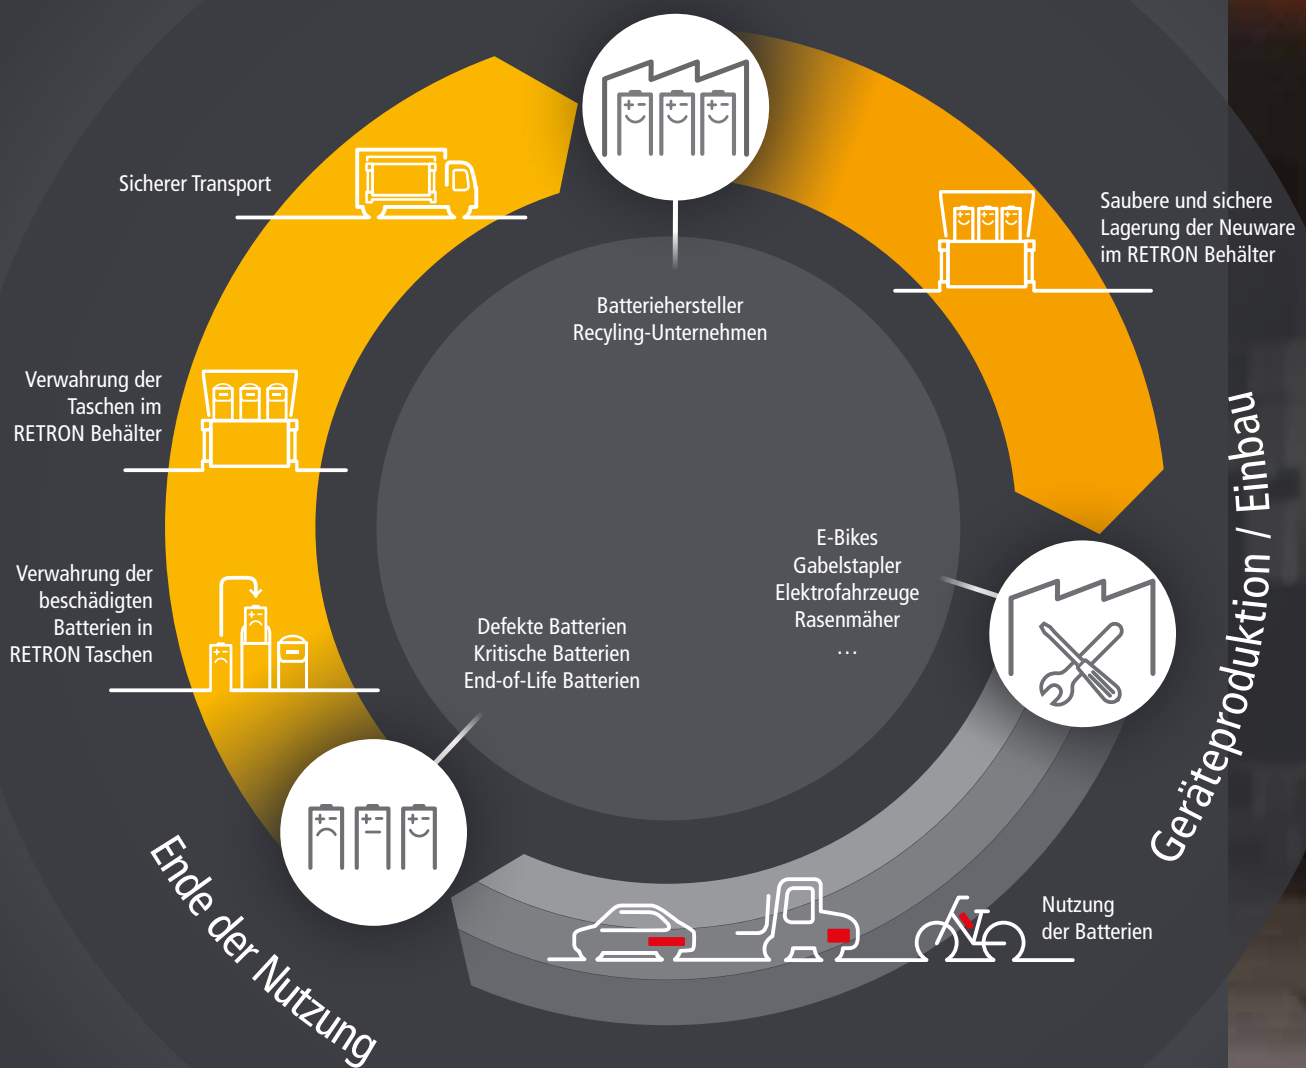 Sicherer Transport
Saubere und sichere
Lagerung der Neuware
im RETRON Behälter
Batteriehersteller
Recyling-Unternehmen
Verwahrung der
Taschen im
RETRON Behälter
Geräteproduktion / Einbau
E-Bikes
Gabelstapler
Elektrofahrzeuge
Rasenmäher
...
Verwahrung der
beschädigten
Batterien in
RETRON Taschen
Defekte Batterien
Kritische Batterien
End-of-Life Batterien
Ende der Nutzung
Nutzung
der Batterien